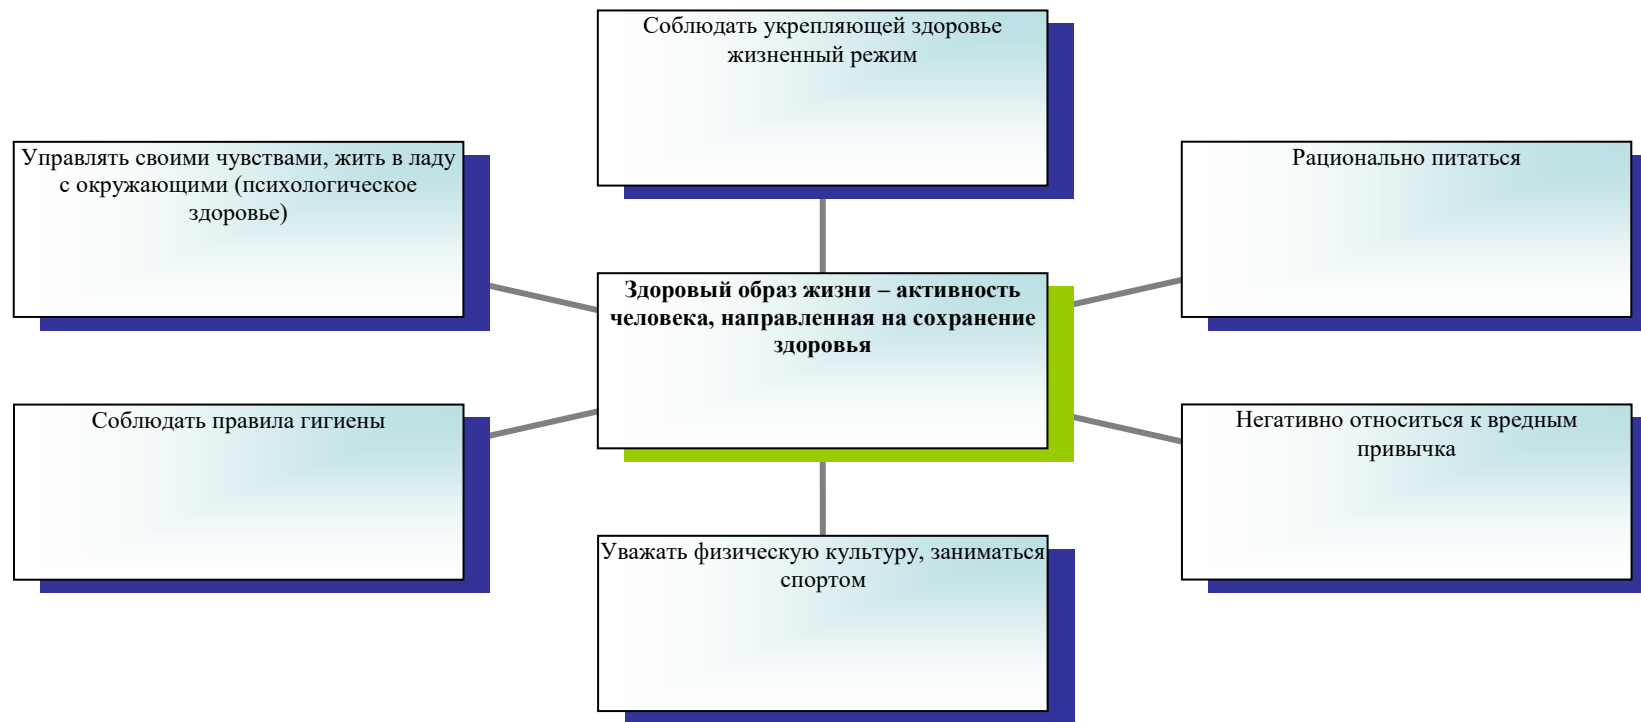 Соблюдать укрепляющей здоровье
жизненный режим
Управлять своими чувствами, жить в ладу
с окружающими (психологическое
здоровье)
Рационально питаться
Здоровый образ жизни – активность
человека, направленная на сохранение
здоровья
Соблюдать правила гигиены
Негативно относиться к вредным
привычка
Уважать физическую культуру, заниматься
спортом